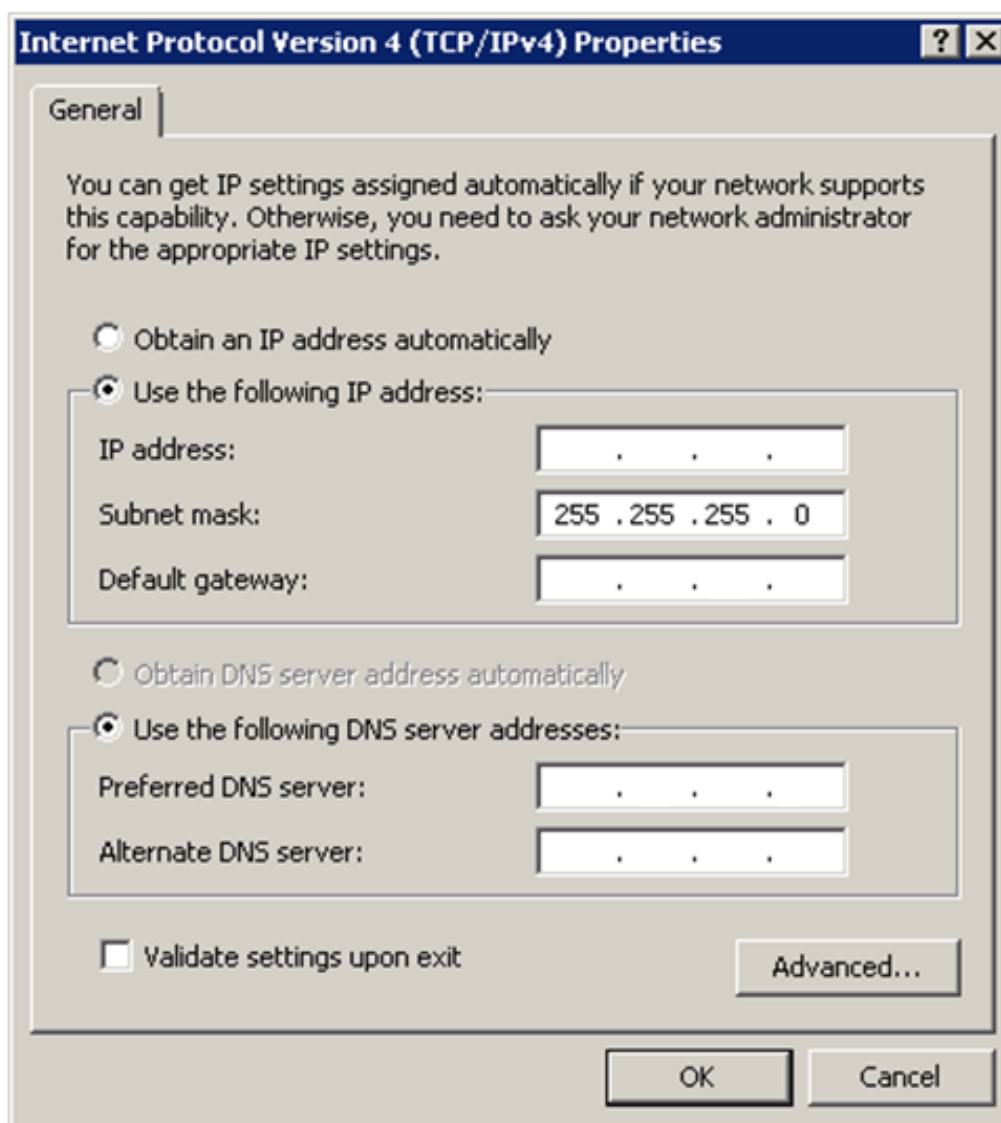 Internet Protocol Version 4 (TCP/IPv4) Properties
General
You can get IP settings assigned automatically if your network supports
this capability. Otherwise, you need to ask your network administrator
for the appropriate IP settings.
Obtain an IP address automatically
Use the following IP address:
IP address: . . .
Subnet mask: 255 . 255 . 255 . 0
Default gateway: . . .
Obtain DNS server address automatically
Use the following DNS server addresses:
Preferred DNS server: . . .
Alternate DNS server: . . .
Validate settings upon exit
Advanced...
OK Cancel